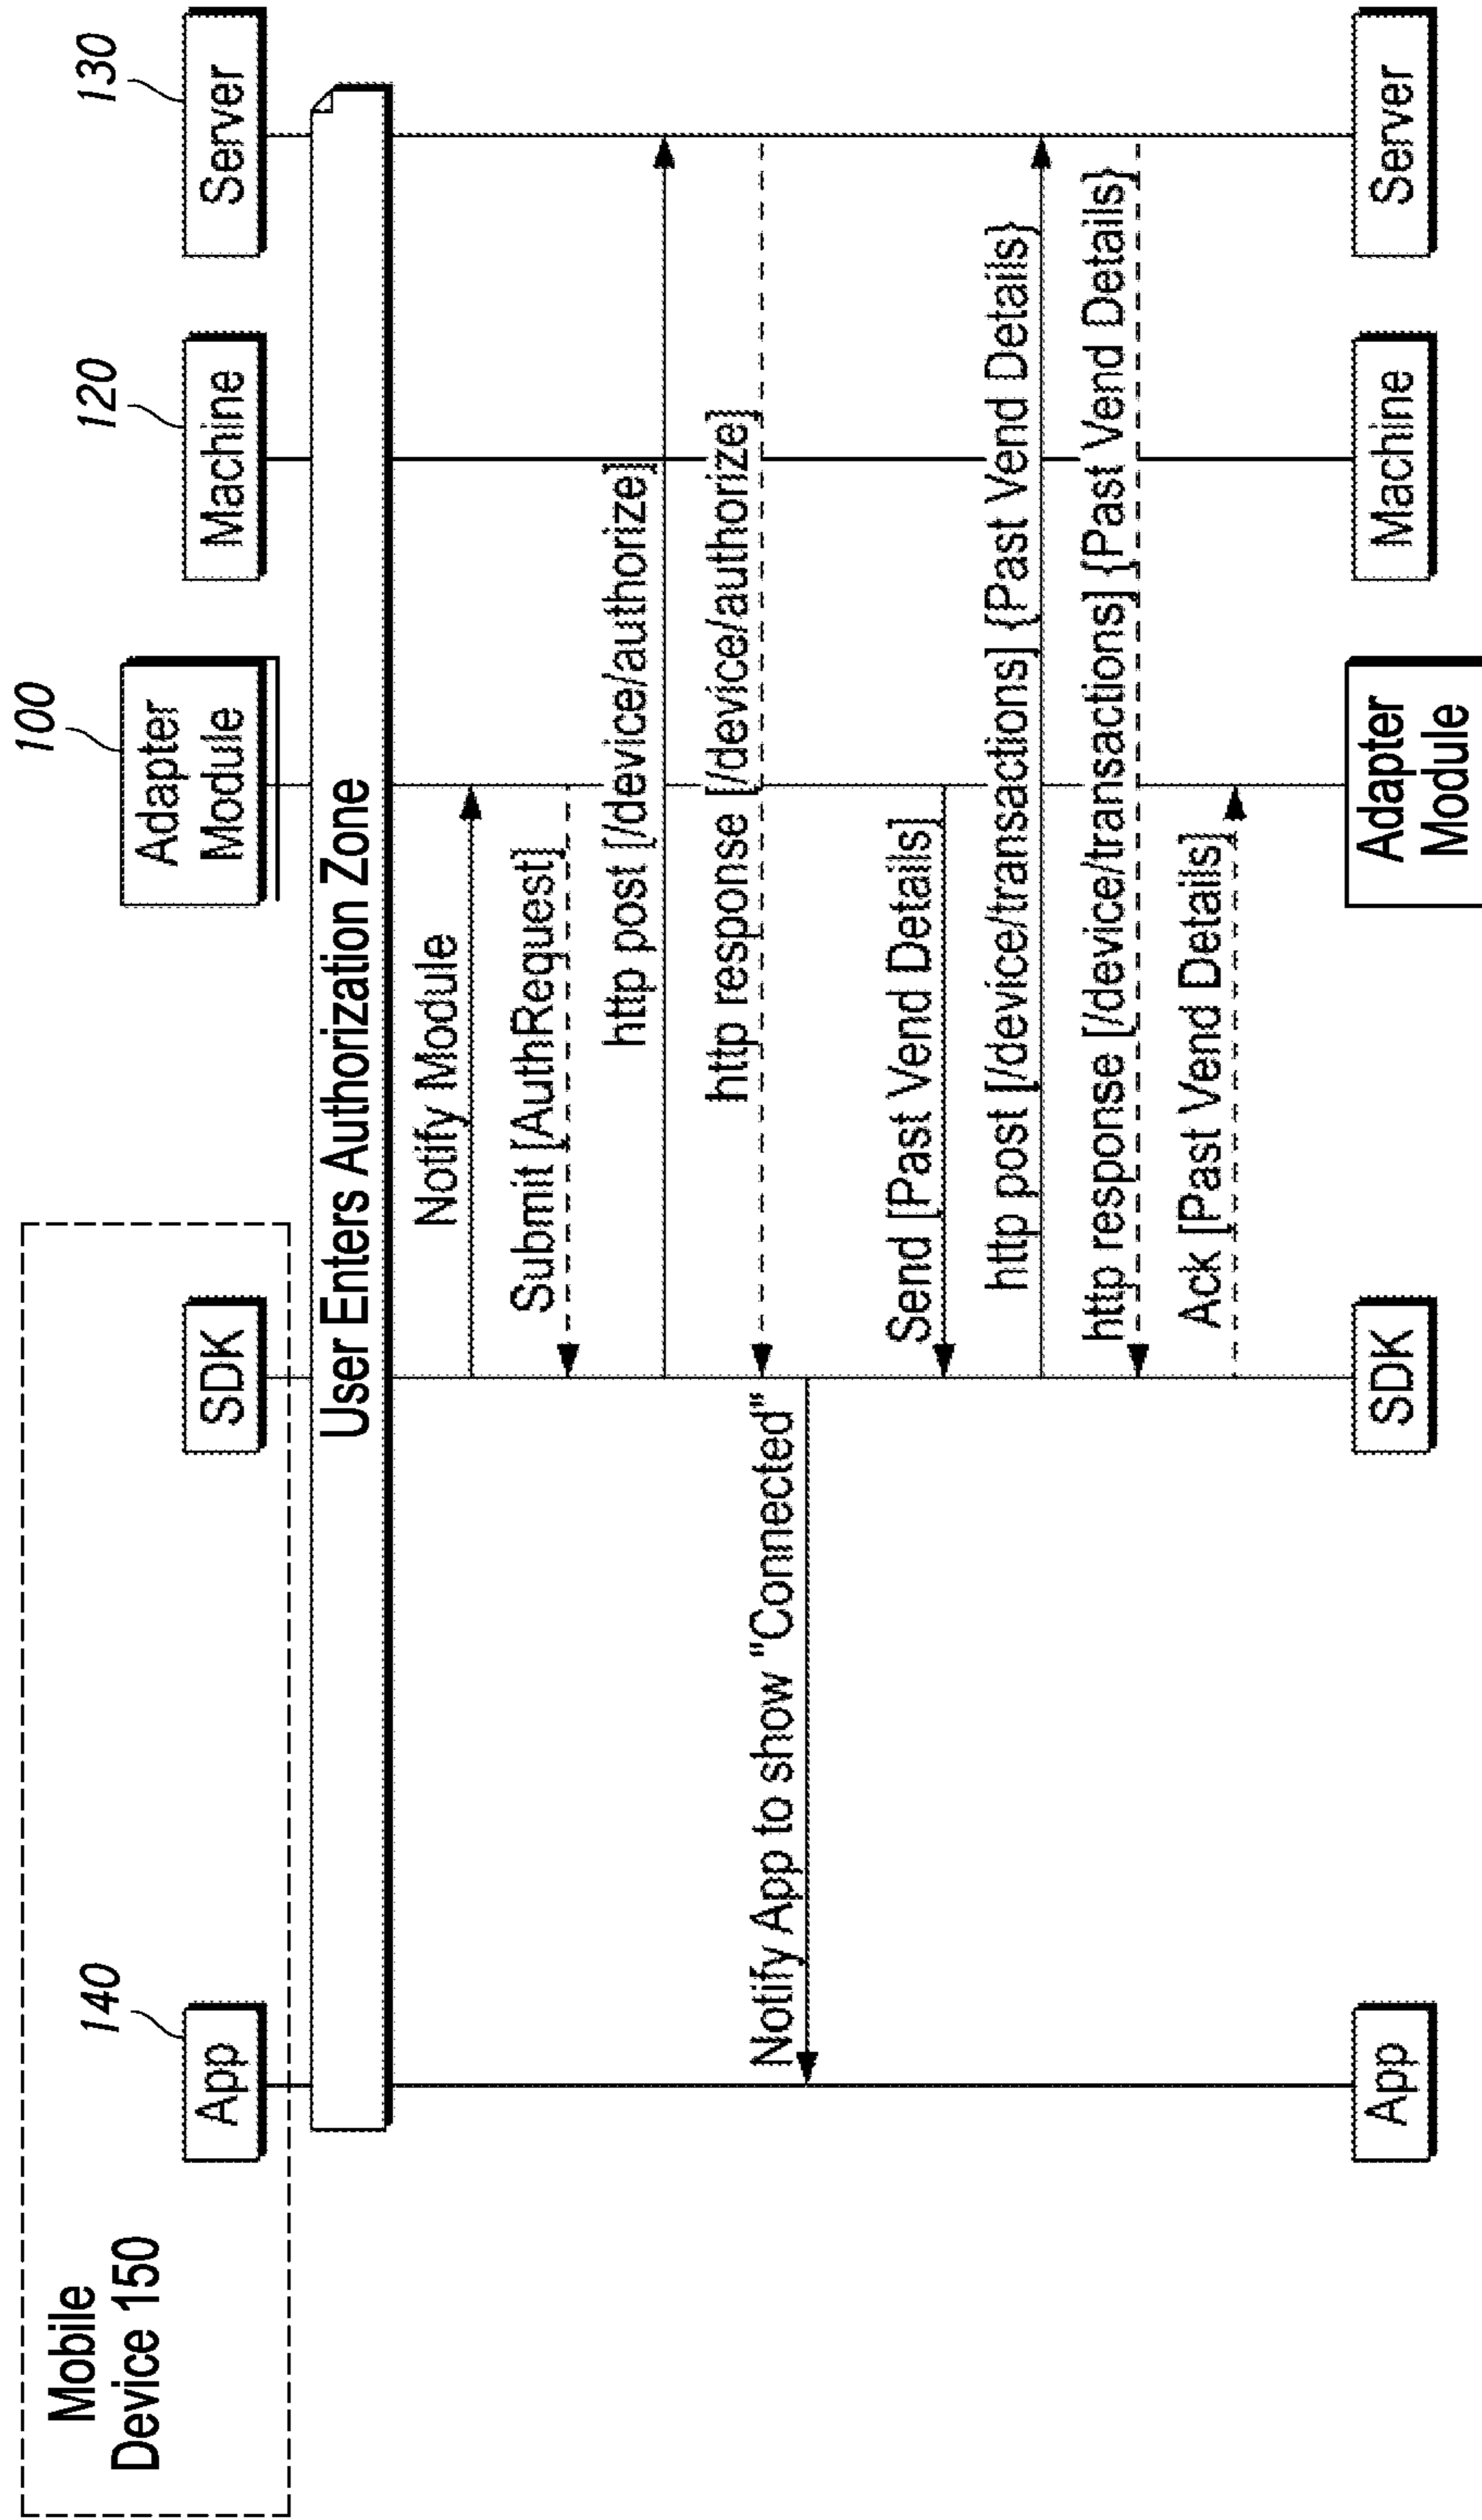 Mobile
Device 150
140
100
120
130
App
SDK
Adapter
Module
Machine
Server
User Enters Authorization Zone
Notify Module
Submit [AuthRequest]
http post [/device/authorize]
http response [/device/authorize]
Notify App to show "Connected"
Send [Past Vend Details]
http post [/device/transactions] {Past Vend Details}
http response [/device/transactions] {Past Vend Details}
Ack [Past Vend Details]
App
SDK
Adapter
Module
Machine
Server